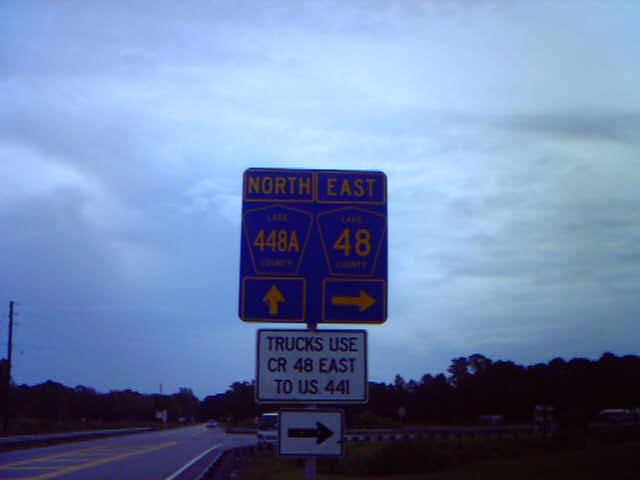 NORTH EAST
LAKE LAKE
448A 48
COUNTY COUNTY
TRUCKS USE
CR 48 EAST
TO US 441